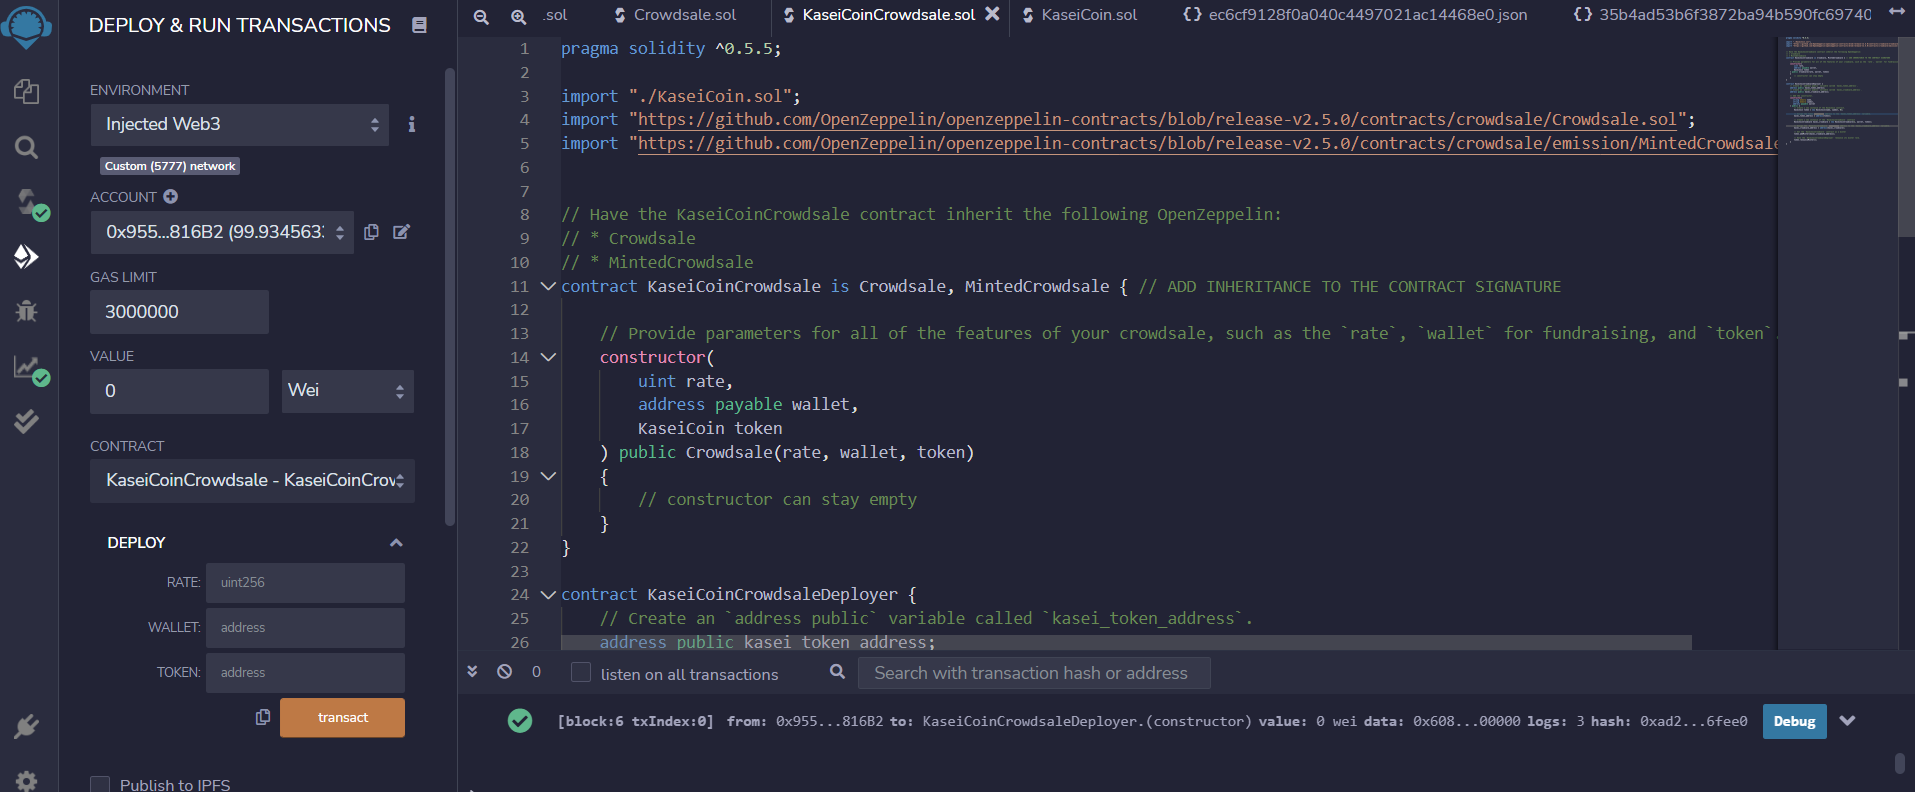 DEPLOY & RUN TRANSACTIONS
ENVIRONMENT
Injected Web3
i
Custom (5777) network
ACCOUNT
0x955...816B2 (99.934563
GAS LIMIT
3000000
VALUE
0
Wei
CONTRACT
KaseiCoinCrowdsale - KaseiCoinCrow
DEPLOY
RATE: uint256
WALLET: address
TOKEN: address
transact
Publish to IPFS
.sol
Crowdsale.sol
KaseiCoinCrowdsale.sol
KaseiCoin.sol
{} ec6cf9128f0a040c4497021ac14468e0.json
{} 35b4ad53b6f3872ba94b590fc69740
1 pragma solidity ^0.5.5;
2
3 import "./KaseiCoin.sol";
4 import "https://github.com/OpenZeppelin/openzeppelin-contracts/blob/release-v2.5.0/contracts/crowdsale/Crowdsale.sol";
5 import "https://github.com/OpenZeppelin/openzeppelin-contracts/blob/release-v2.5.0/contracts/crowdsale/emission/MintedCrowdsale
6
7
8 // Have the KaseiCoinCrowdsale contract inherit the following OpenZeppelin:
9 // * Crowdsale
10 // * MintedCrowdsale
11 contract KaseiCoinCrowdsale is Crowdsale, MintedCrowdsale { // ADD INHERITANCE TO THE CONTRACT SIGNATURE
12
13 // Provide parameters for all of the features of your crowdsale, such as the `rate`, `wallet` for fundraising, and `token`.
14 constructor(
15 uint rate,
16 address payable wallet,
17 KaseiCoin token
18 ) public Crowdsale(rate, wallet, token)
19 {
20 // constructor can stay empty
21 }
22 }
23
24 contract KaseiCoinCrowdsaleDeployer {
25 // Create an `address public` variable called `kasei_token_address`.
26 address public kasei_token_address;
0
listen on all transactions
Search with transaction hash or address
[block:6 txIndex:0] from: 0x955...816B2 to: KaseiCoinCrowdsaleDeployer.(constructor) value: 0 wei data: 0x608...00000 logs: 3 hash: 0xad2...6fee0
Debug